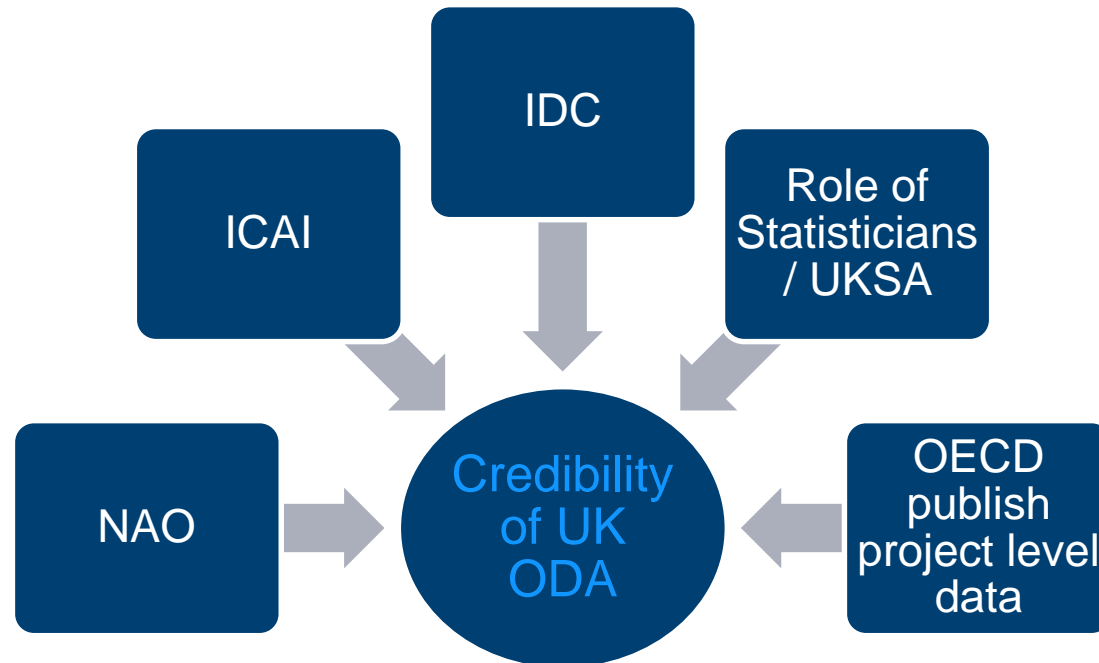 IDC
ICAI
Role of
Statisticians
/ UKSA
NAO
Credibility
of UK
ODA
OECD
publish
project level
data